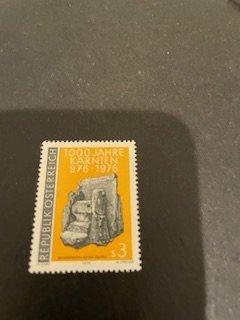 REPUBLIK ÖSTERREICH
1000 JAHRE
KÄRNTEN
976-1976
S3